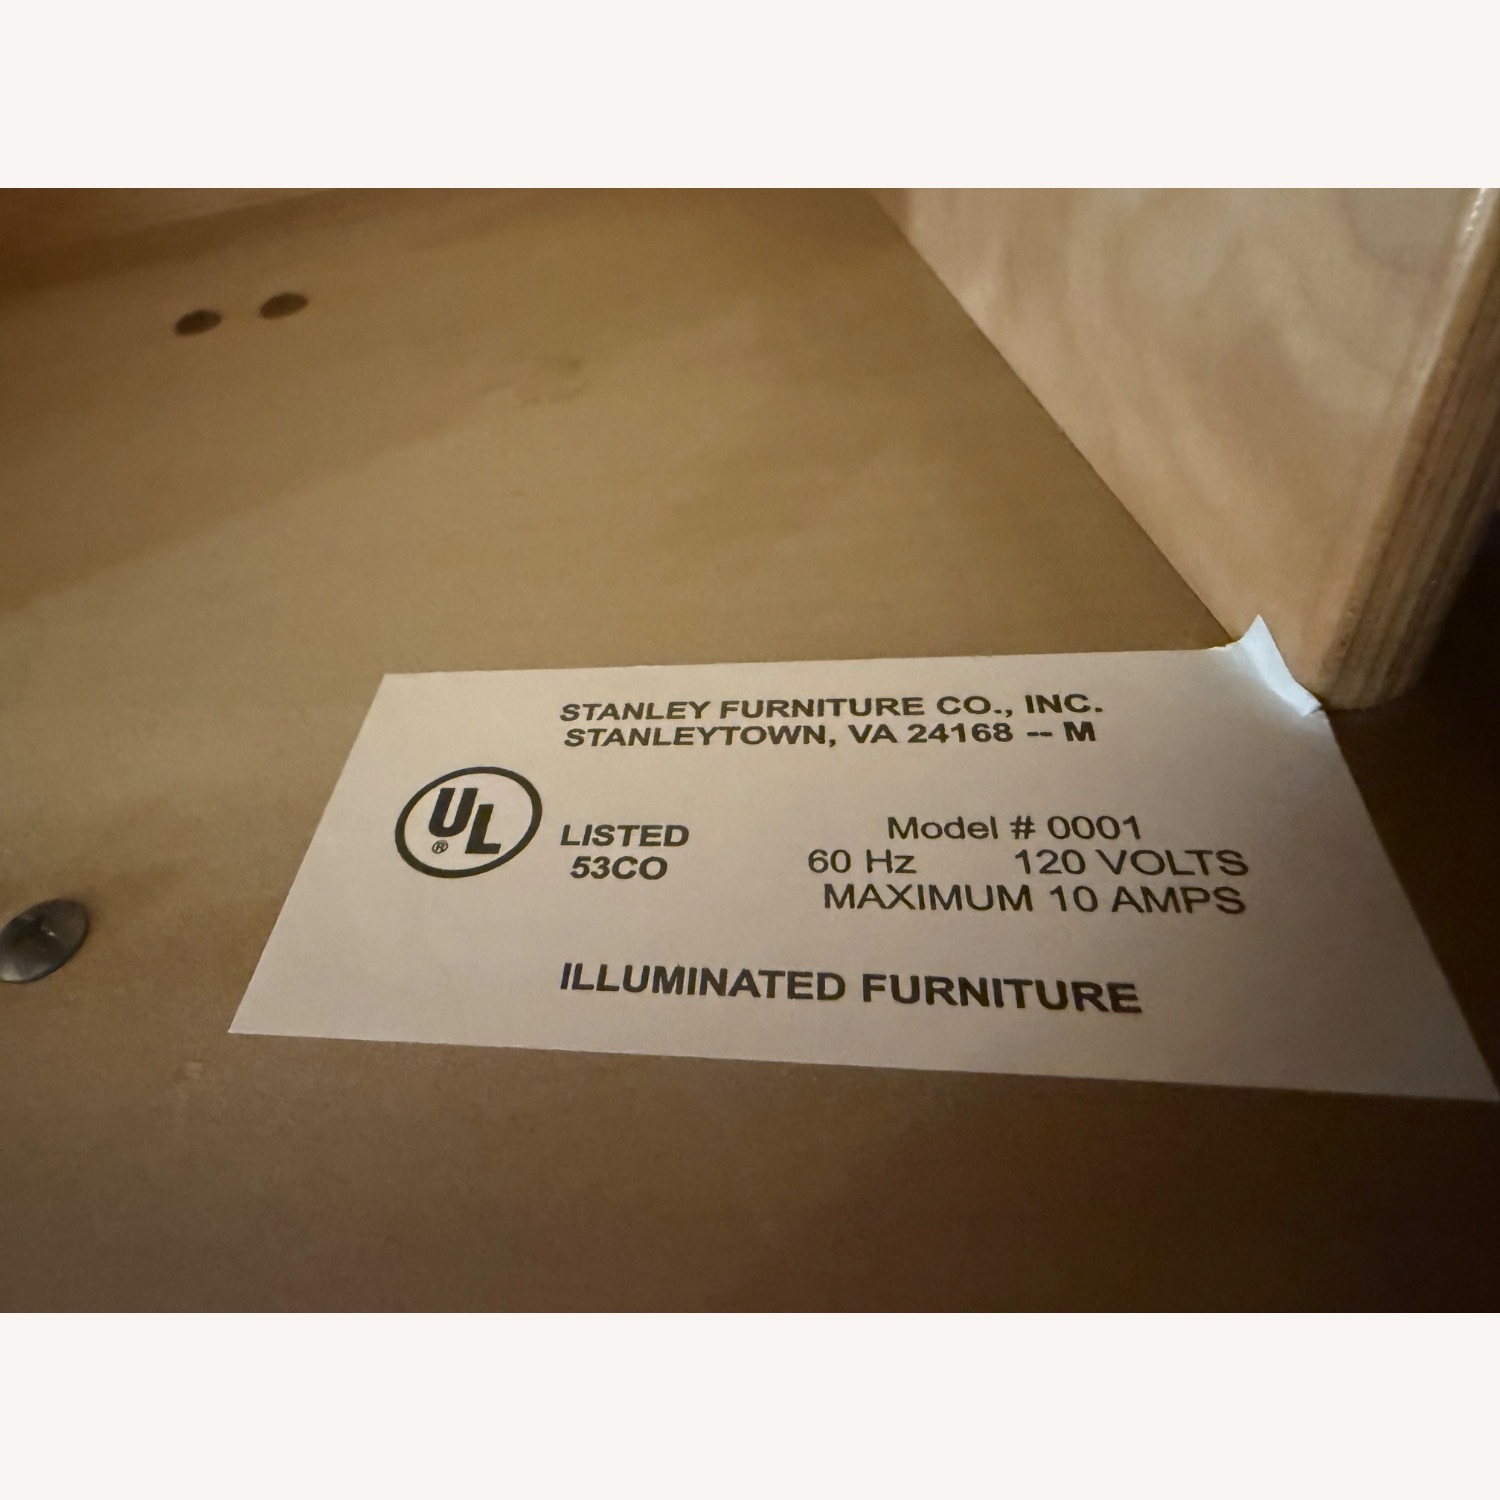 STANLEY FURNITURE CO., INC.
STANLEYTOWN, VA 24168 -- M
UL
®
LISTED
53CO
Model # 0001
60 Hz 120 VOLTS
MAXIMUM 10 AMPS
ILLUMINATED FURNITURE